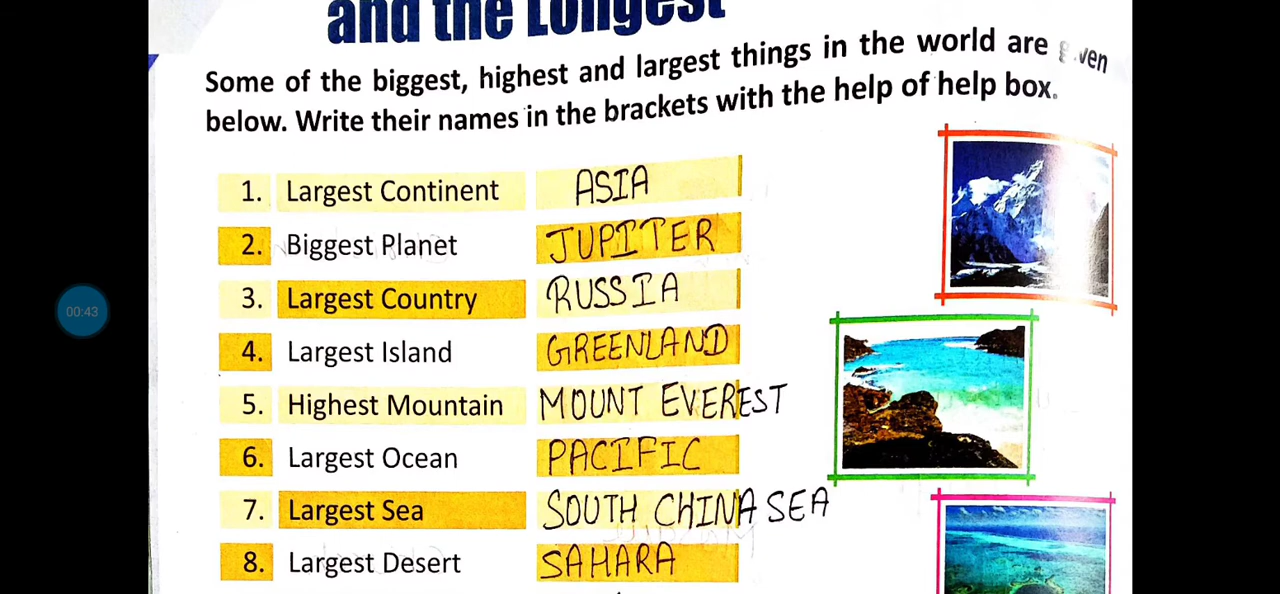 and the Longest
Some of the biggest, highest and largest things in the world are given
below. Write their names in the brackets with the help of help box.
1. Largest Continent ASIA
2. Biggest Planet JUPITER
3. Largest Country RUSSIA
00:43
4. Largest Island GREENLAND
5. Highest Mountain MOUNT EVEREST
6. Largest Ocean PACIFIC
7. Largest Sea SOUTH CHINA SEA
8. Largest Desert SAHARA